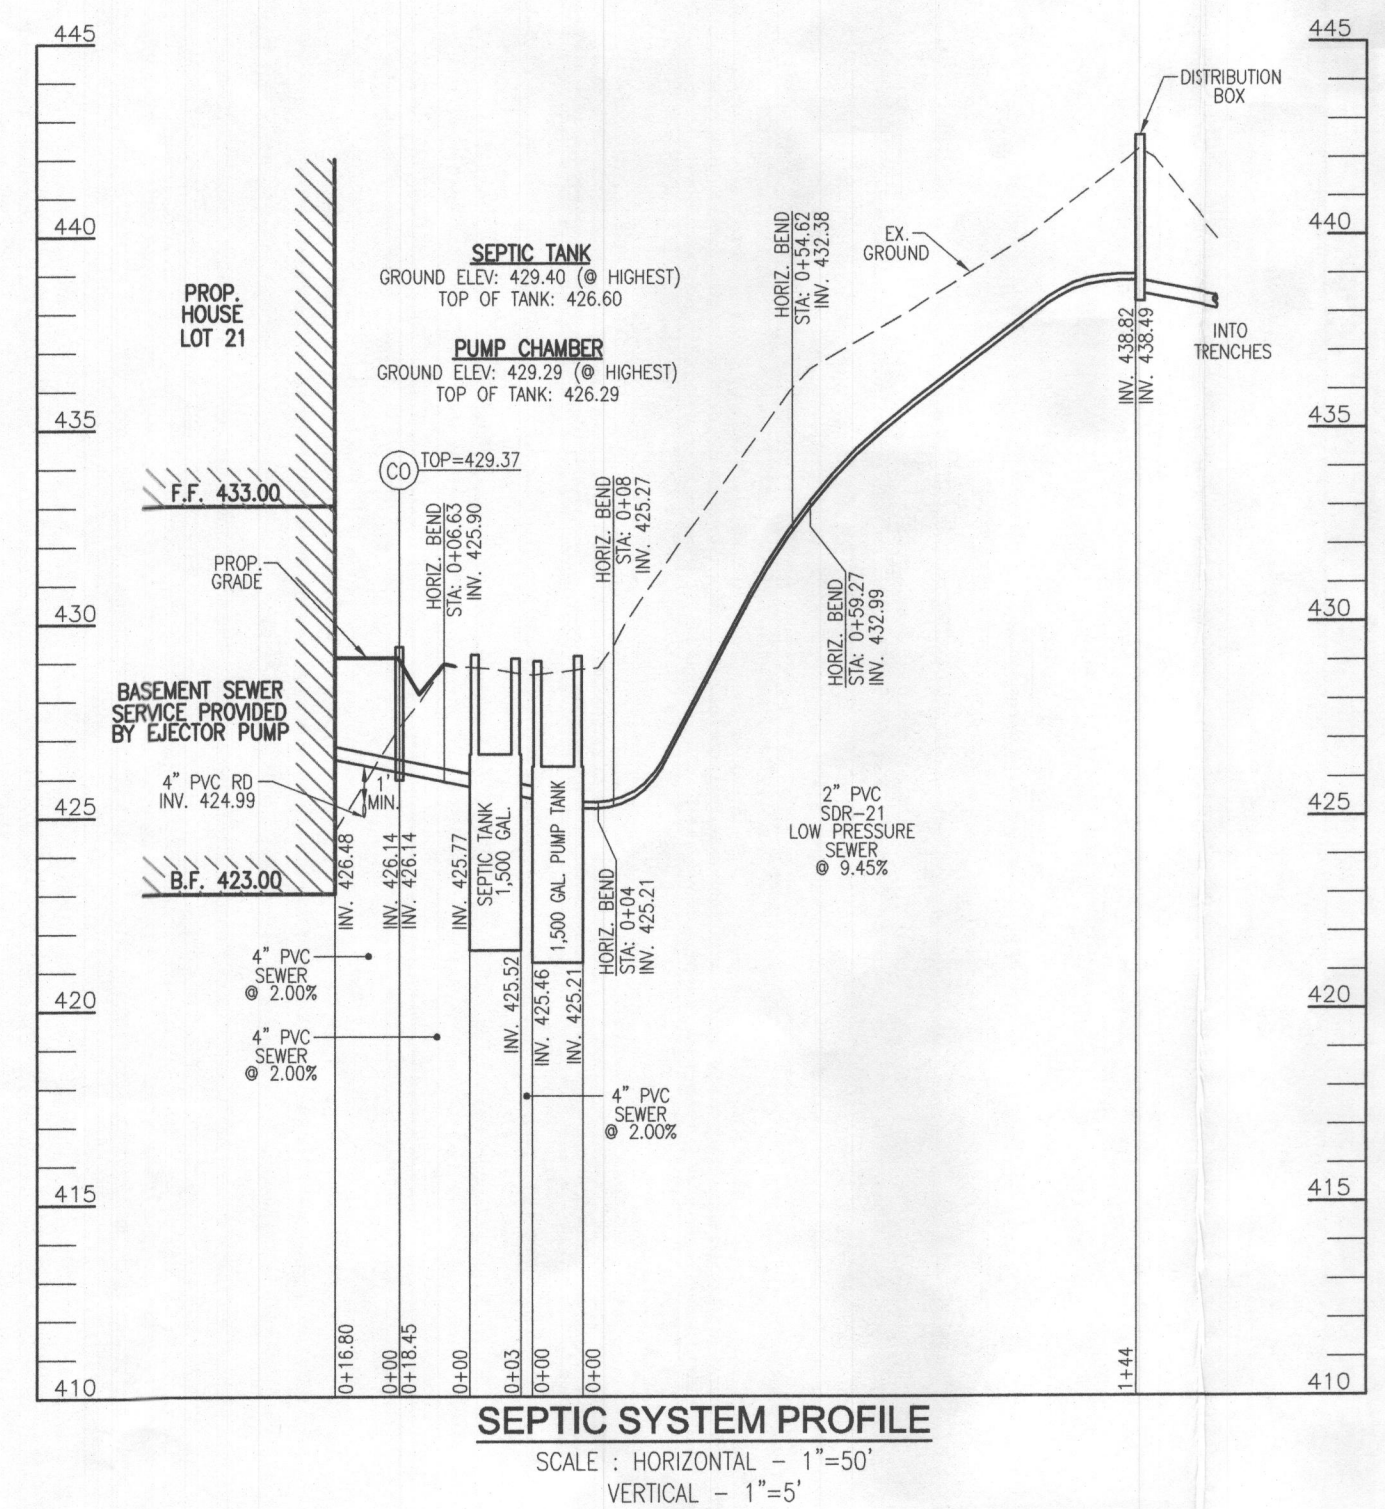 445
440
435
430
425
420
415
410
445
440
435
430
425
420
415
410
DISTRIBUTION
BOX
PROP.
HOUSE
LOT 21
SEPTIC TANK
GROUND ELEV: 429.40 (@ HIGHEST)
TOP OF TANK: 426.60
PUMP CHAMBER
GROUND ELEV: 429.29 (@ HIGHEST)
TOP OF TANK: 426.29
HORIZ. BEND
STA: 0+54.62
INV. 432.38
EX.
GROUND
INV. 438.82
INV. 438.49
INTO
TRENCHES
CO
TOP=429.37
F.F. 433.00
PROP.
GRADE
HORIZ. BEND
STA: 0+06.63
INV. 425.90
HORIZ. BEND
STA: 0+08
INV. 425.27
HORIZ. BEND
STA: 0+59.27
INV. 432.99
BASEMENT SEWER
SERVICE PROVIDED
BY EJECTOR PUMP
4" PVC RD
INV. 424.99
1'
MIN.
B.F. 423.00
INV. 426.48
INV. 426.14
INV. 426.14
INV. 425.77
SEPTIC TANK
1,500 GAL.
1,500 GAL. PUMP TANK
HORIZ. BEND
STA: 0+04
INV. 425.21
2" PVC
SDR-21
LOW PRESSURE
SEWER
@ 9.45%
4" PVC
SEWER
@ 2.00%
INV. 425.52
INV. 425.46
INV. 425.21
4" PVC
SEWER
@ 2.00%
4" PVC
SEWER
@ 2.00%
0+16.80
0+00
0+18.45
0+00
0+03
0+00
0+00
1+44
SEPTIC SYSTEM PROFILE
SCALE : HORIZONTAL - 1"=50'
VERTICAL - 1"=5'